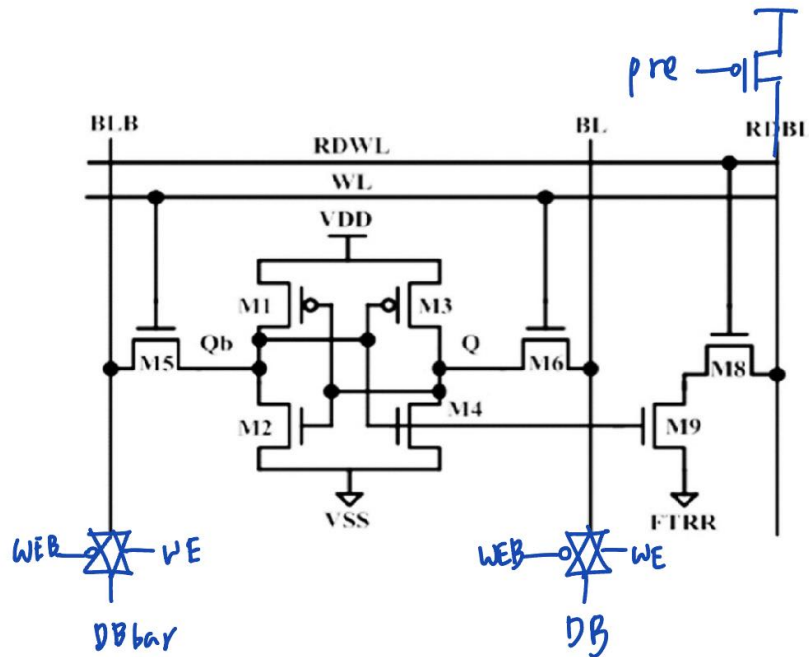 pre
BLB
BL
RDBL
RDWL
WL
VDD
M1
M3
Qb
Q
M5
M6
M8
M2
M4
M9
VSS
FTRR
WEB
WE
WEB
WE
DBbar
DB